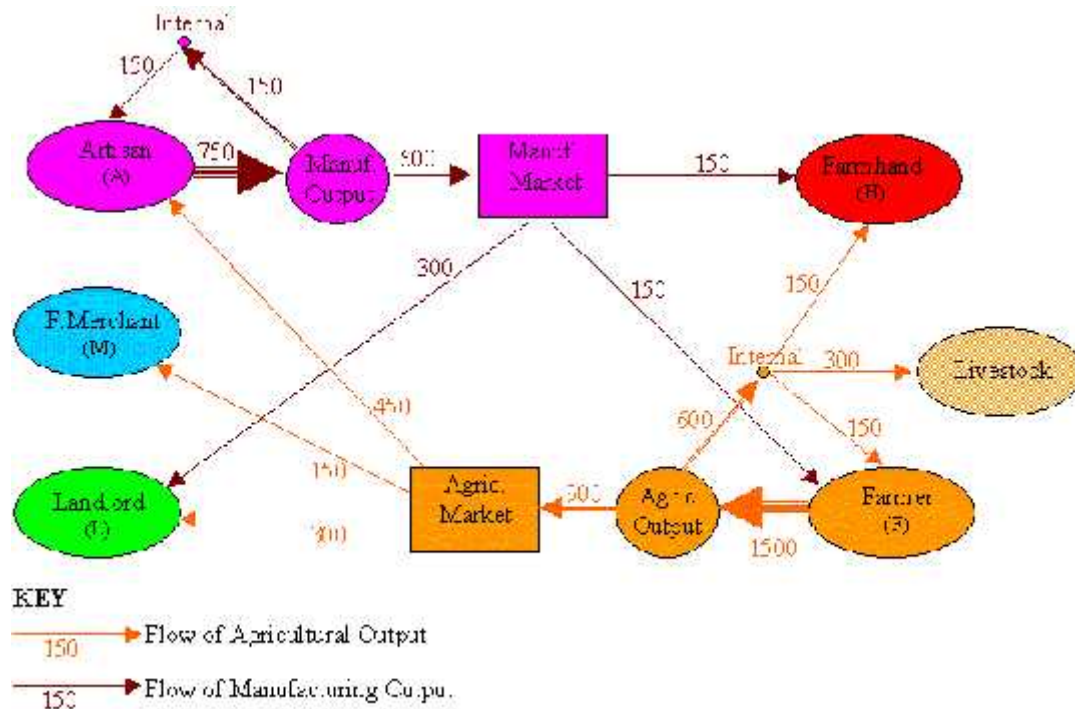 Internal
150
150
Artisan
(A)
750
Manuf.
Output
600
Manuf.
Market
150
Farmhand
(H)
300
150
150
F.Merchant
(M)
Internal
300
Livestock
450
600
150
150
Landlord
(L)
300
Agric.
Market
900
Agric
Output
1500
Farmer
(F)
KEY
150
Flow of Agricultural Output
150
Flow of Manufacturing Output